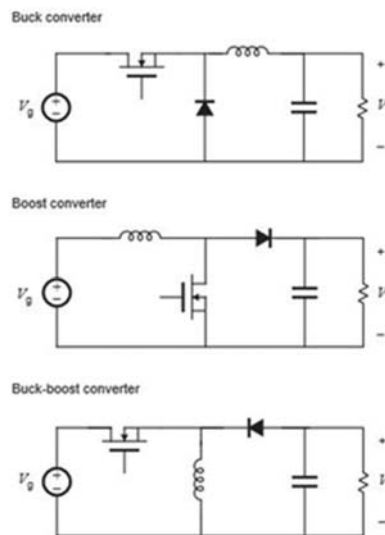 Buck converter
Vg
+
−
+
V
−
Boost converter
Vg
+
−
+
V
−
Buck-boost converter
Vg
+
−
+
V
−